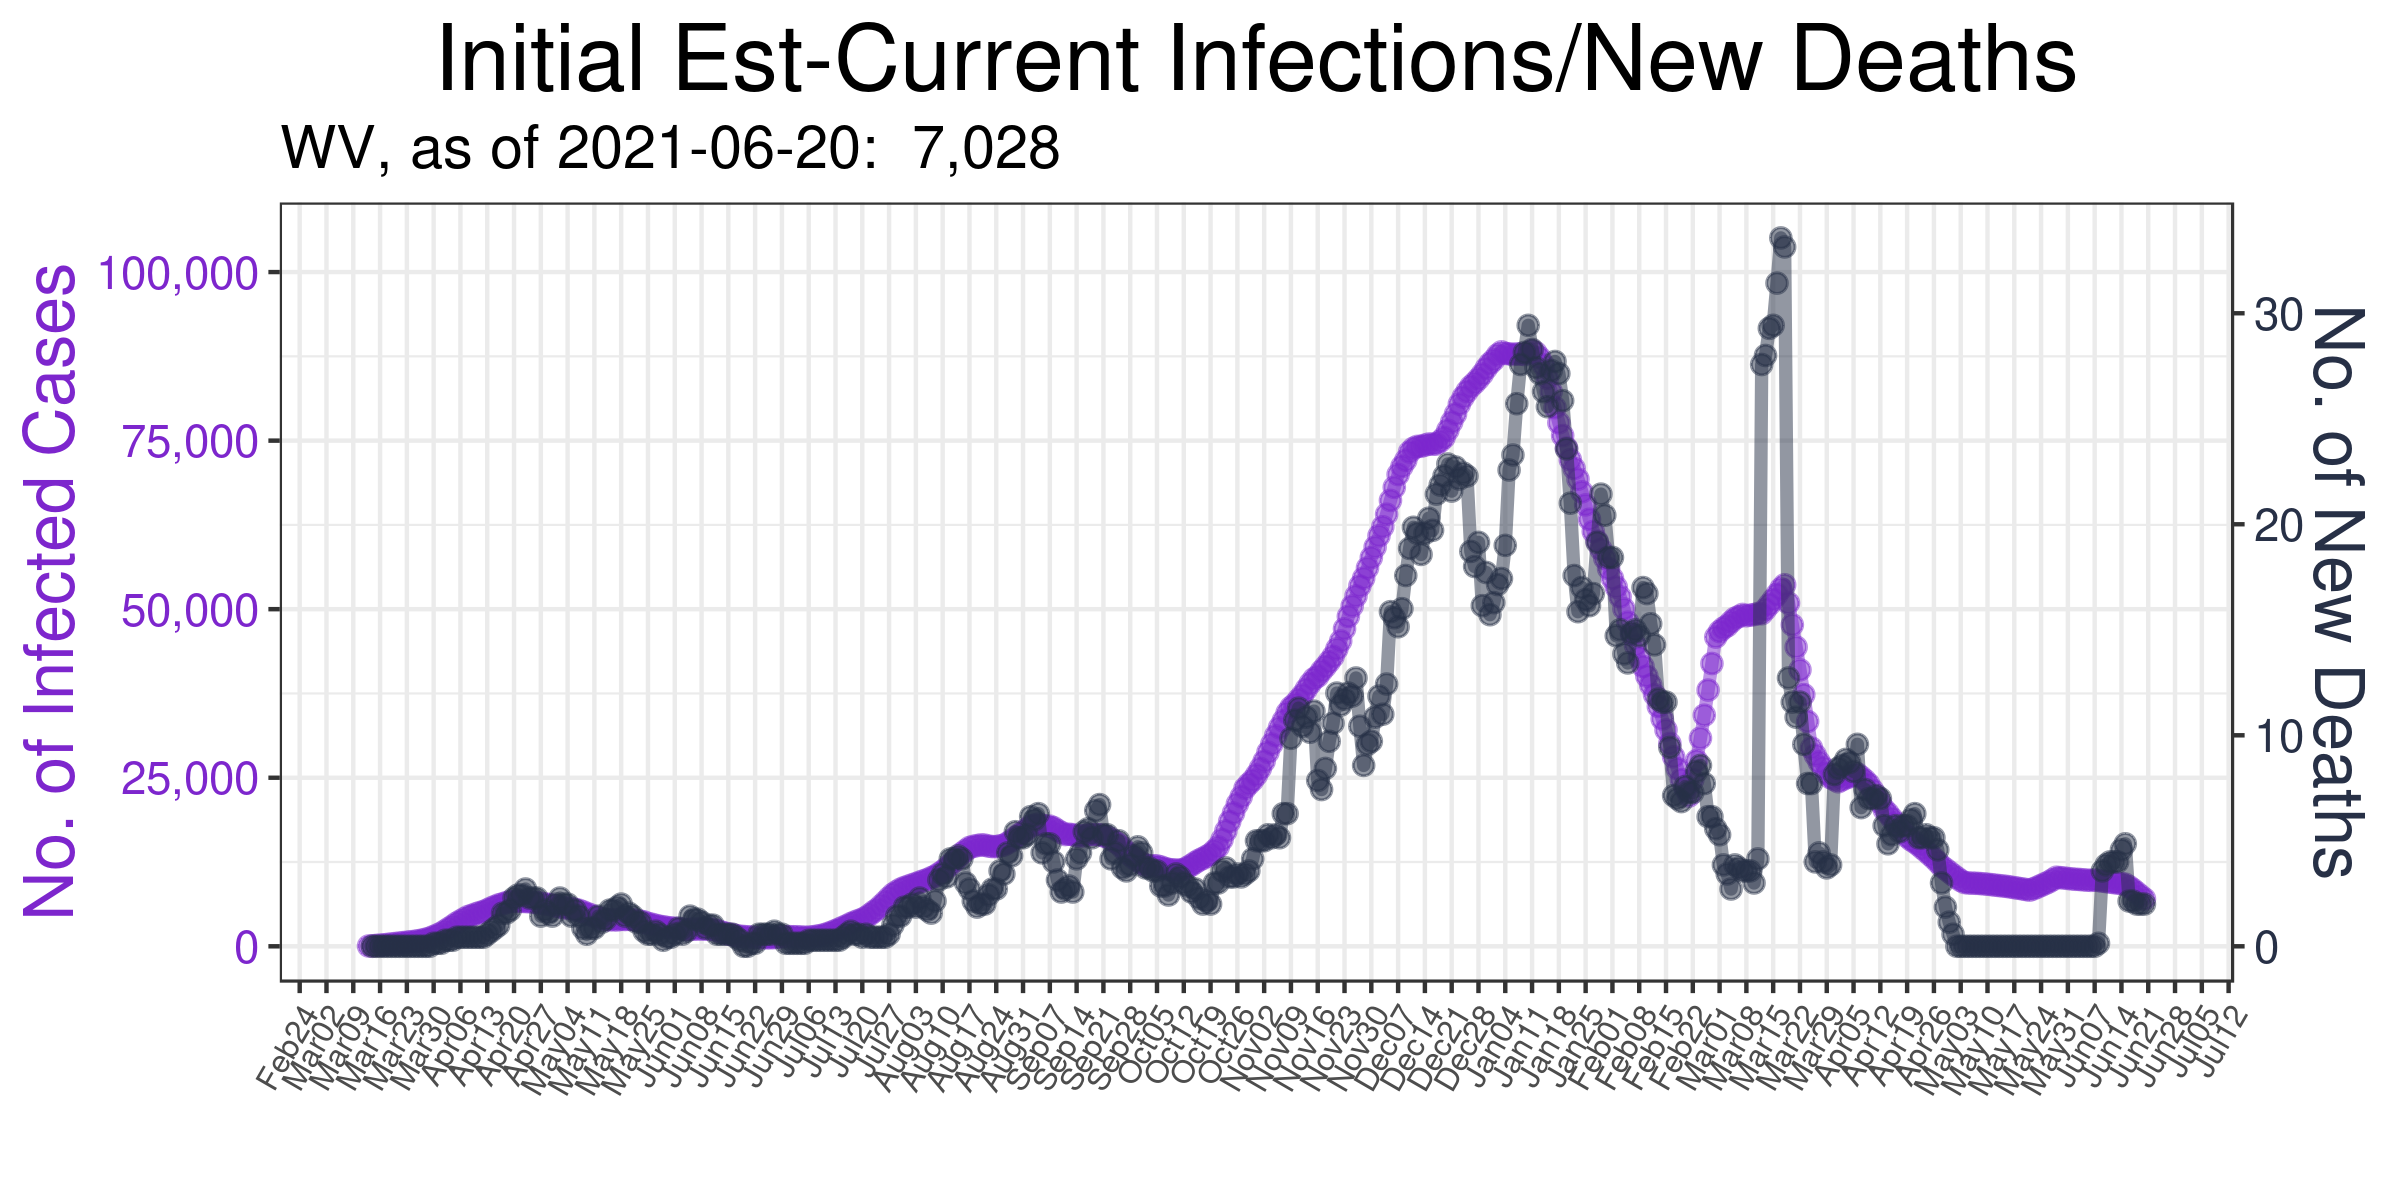 Initial Est-Current Infections/New Deaths
WV, as of 2021-06-20: 7,028
No. of Infected Cases
100,000
75,000
50,000
25,000
0
30
20
10
0
No. of New Deaths
Feb24
Mar02
Mar09
Mar16
Mar23
Mar30
Apr06
Apr13
Apr20
Apr27
May04
May11
May18
May25
Jun01
Jun08
Jun15
Jun22
Jun29
Jul06
Jul13
Jul20
Jul27
Aug03
Aug10
Aug17
Aug24
Aug31
Sep07
Sep14
Sep21
Sep28
Oct05
Oct12
Oct19
Oct26
Nov02
Nov09
Nov16
Nov23
Nov30
Dec07
Dec14
Dec21
Dec28
Jan04
Jan11
Jan18
Jan25
Feb01
Feb08
Feb15
Feb22
Mar01
Mar08
Mar15
Mar22
Mar29
Apr05
Apr12
Apr19
Apr26
May03
May10
May17
May24
May31
Jun07
Jun14
Jun21
Jun28
Jul05
Jul12